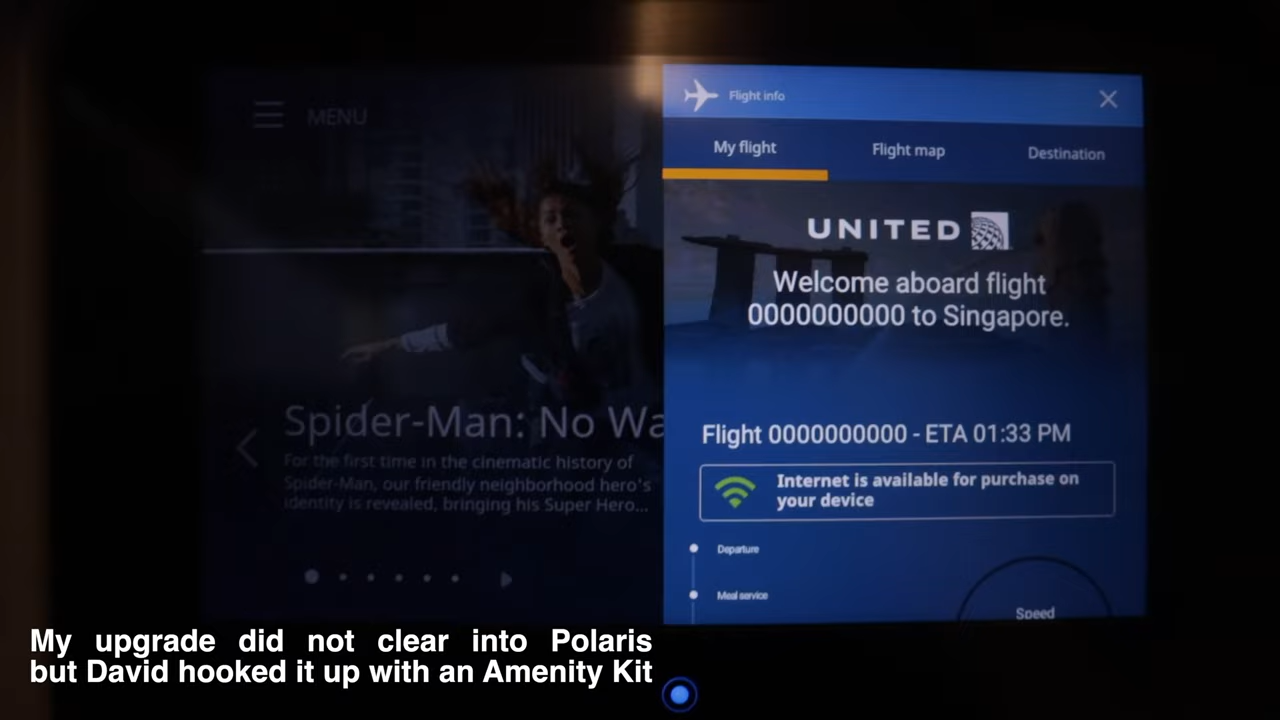 MENU
Spider-Man: No Wa
For the first time in the cinematic history of
Spider-Man, our friendly neighborhood hero's
identity is revealed, bringing his Super Hero...
Flight info
My flight
Flight map
Destination
UNITED
Welcome aboard flight
0000000000 to Singapore.
Flight 0000000000 - ETA 01:33 PM
Internet is available for purchase on
your device
Departure
Meal service
Speed
My upgrade did not clear into Polaris
but David hooked it up with an Amenity Kit